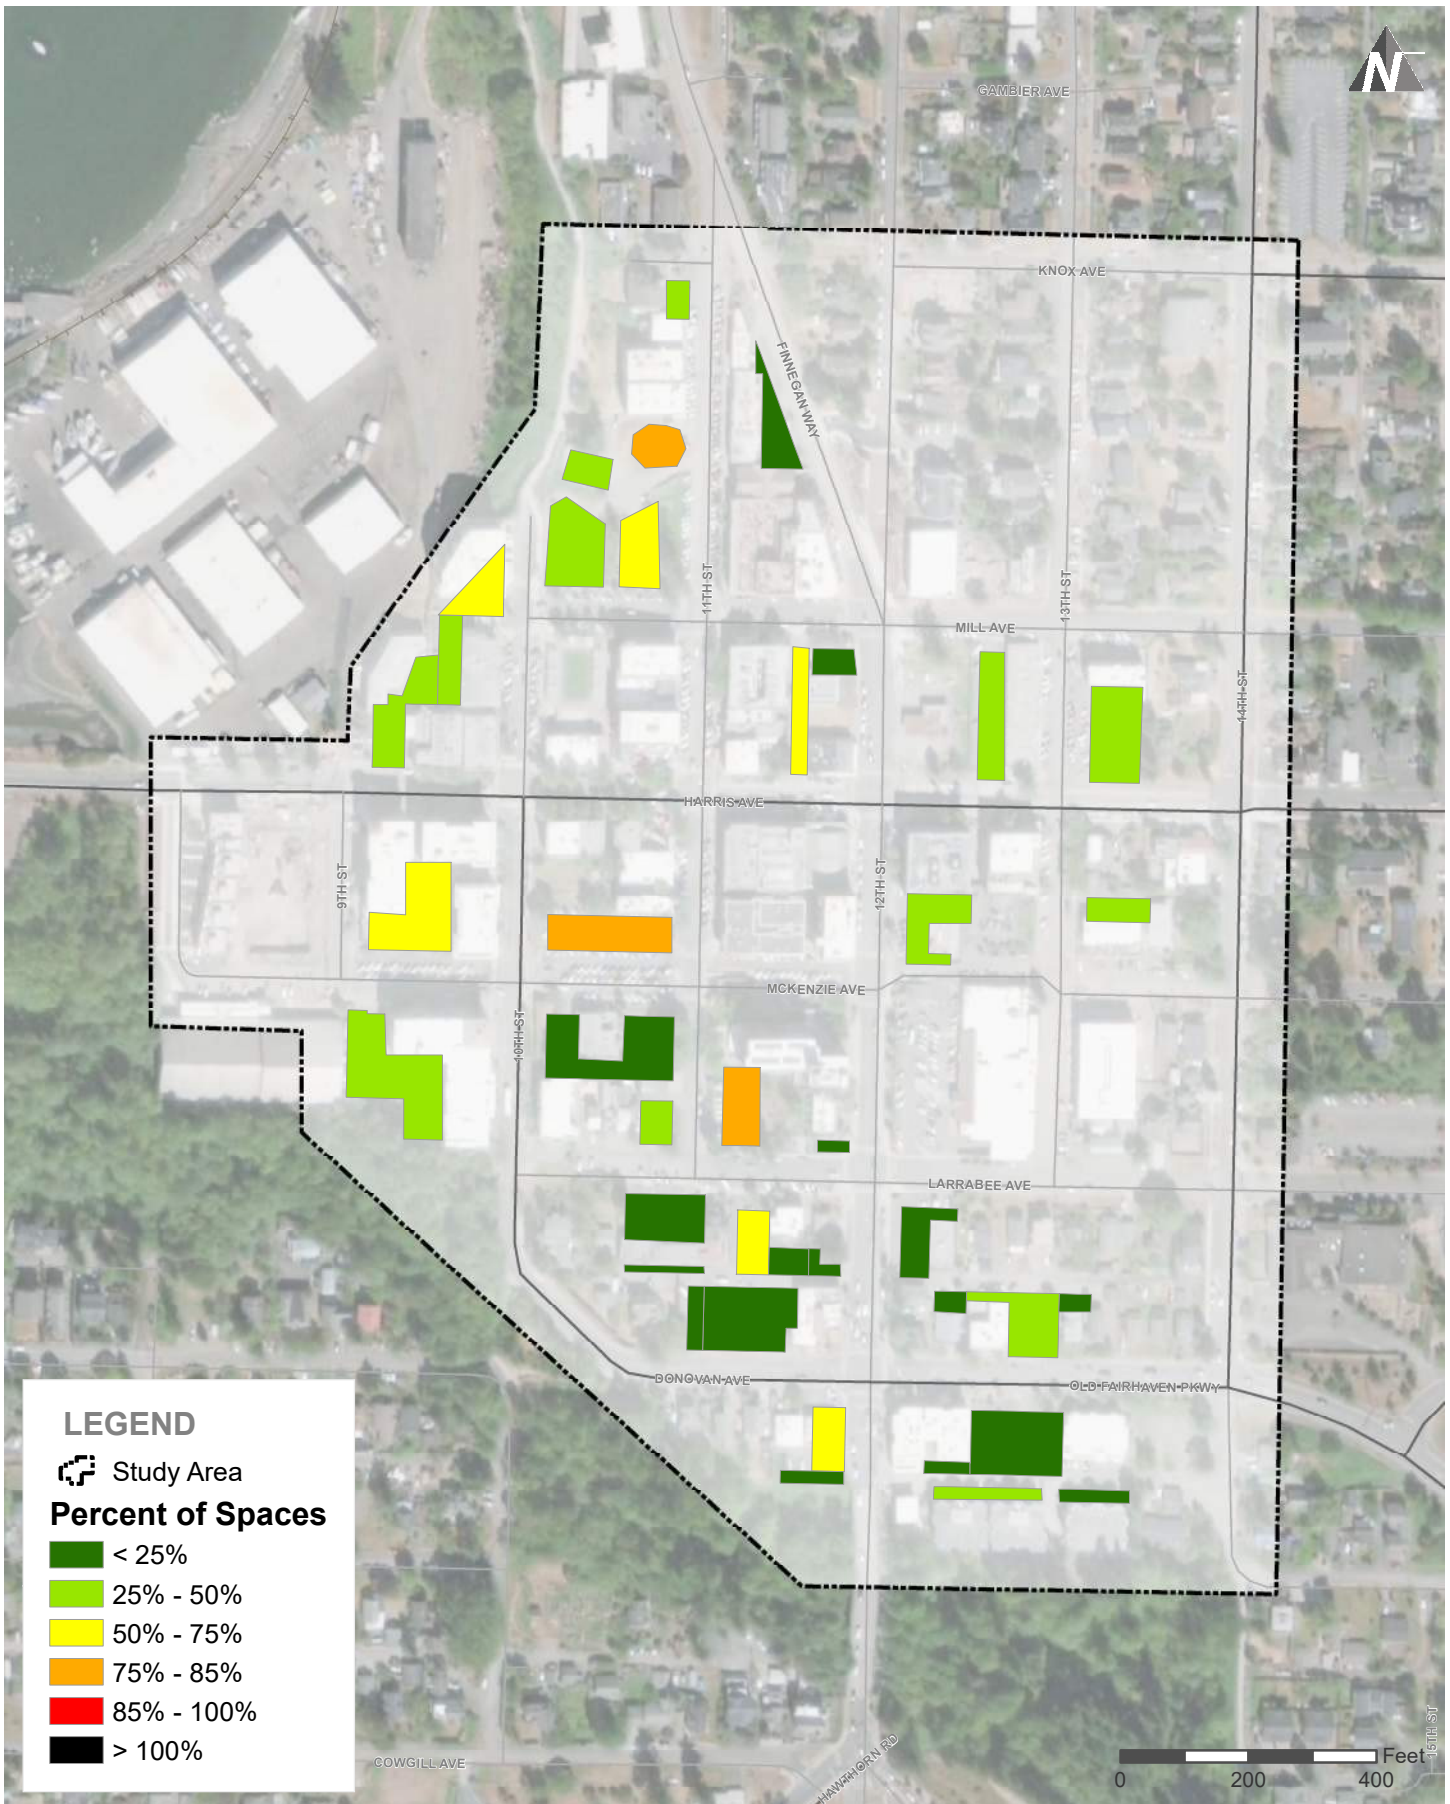 N
GAMBIER AVE
KNOX AVE
FINNEGAN WAY
11TH ST
13TH ST
MILL AVE
14TH ST
HARRIS AVE
9TH ST
12TH ST
MCKENZIE AVE
10TH ST
LARRABEE AVE
DONOVAN AVE
OLD FAIRHAVEN PKWY
LEGEND
Study Area
Percent of Spaces
< 25%
25% - 50%
50% - 75%
75% - 85%
85% - 100%
> 100%
COWGILL AVE
HAWTHORN RD
15TH ST
Feet
0 200 400